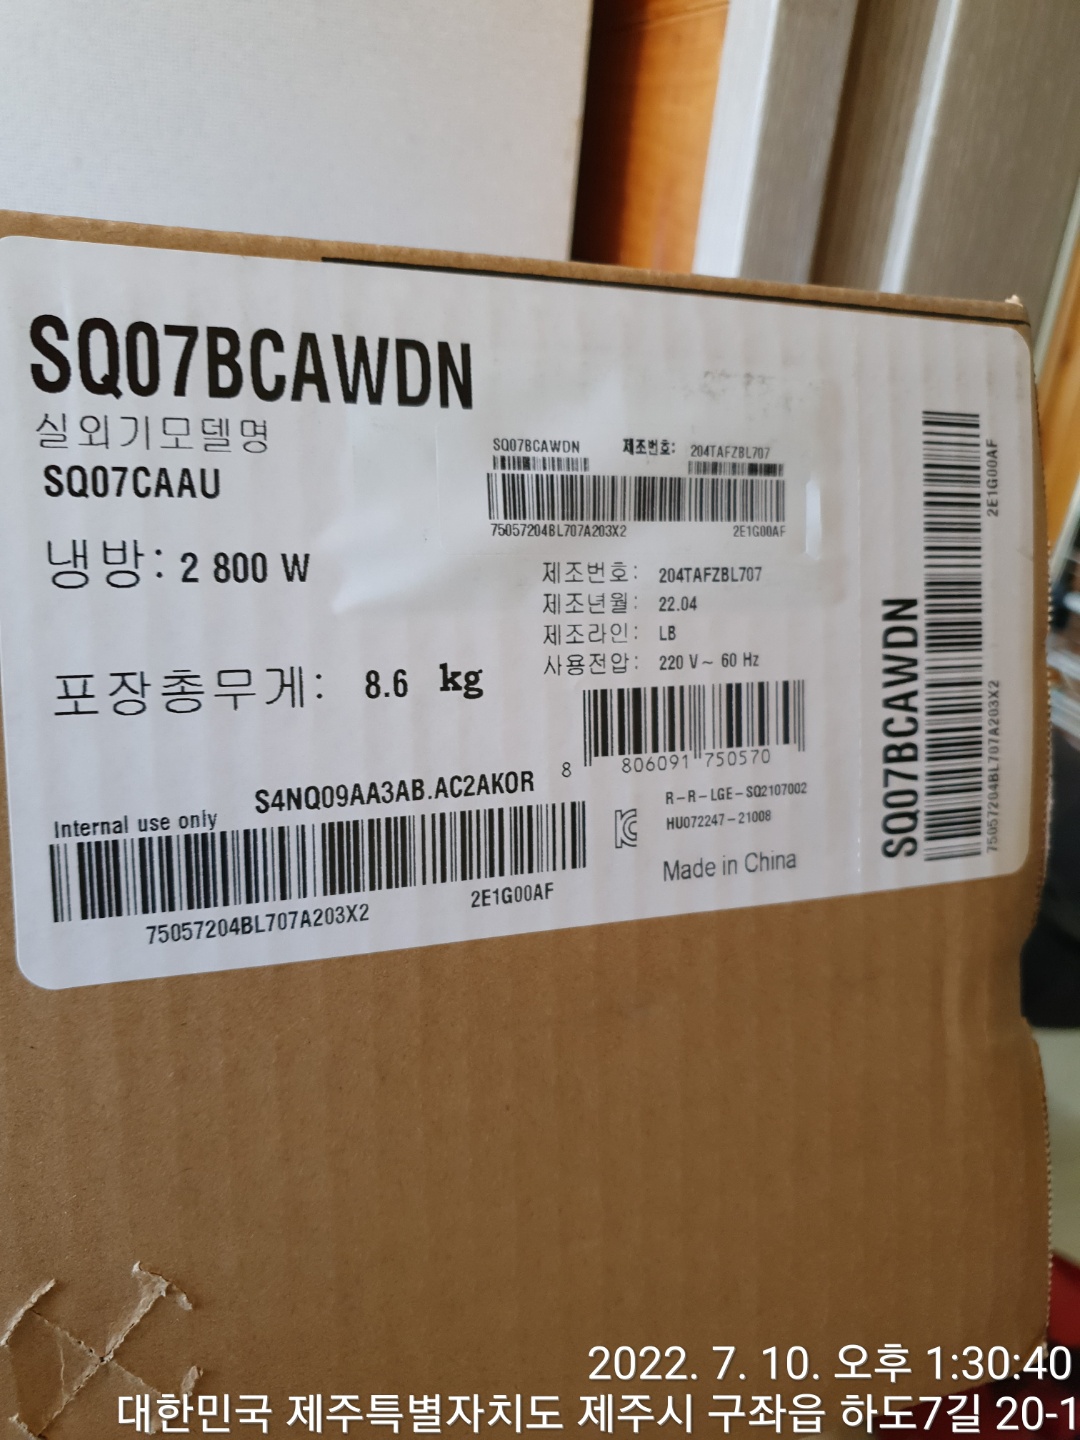 SQ07BCAWDN
실외기모델명
SQ07CAAU
냉방: 2 800 W
포장총무게: 8.6 kg
SQ07BCAWDN 제조번호: 204TAFZBL707
75057204BL707A203X2 2E1G00AF
제조번호: 204TAFZBL707
제조년월: 22.04
제조라인: LB
사용전압: 220 V~ 60 Hz
8 806091 750570
S4NQ09AA3AB.AC2AKOR
Internal use only
75057204BL707A203X2 2E1G00AF
R-R-LGE-SQ2107002
HU072247-21008
Made in China
SQ07BCAWDN
75057204BL707A203X2 2E1G00AF
2022. 7. 10. 오후 1:30:40
대한민국 제주특별자치도 제주시 구좌읍 하도7길 20-1